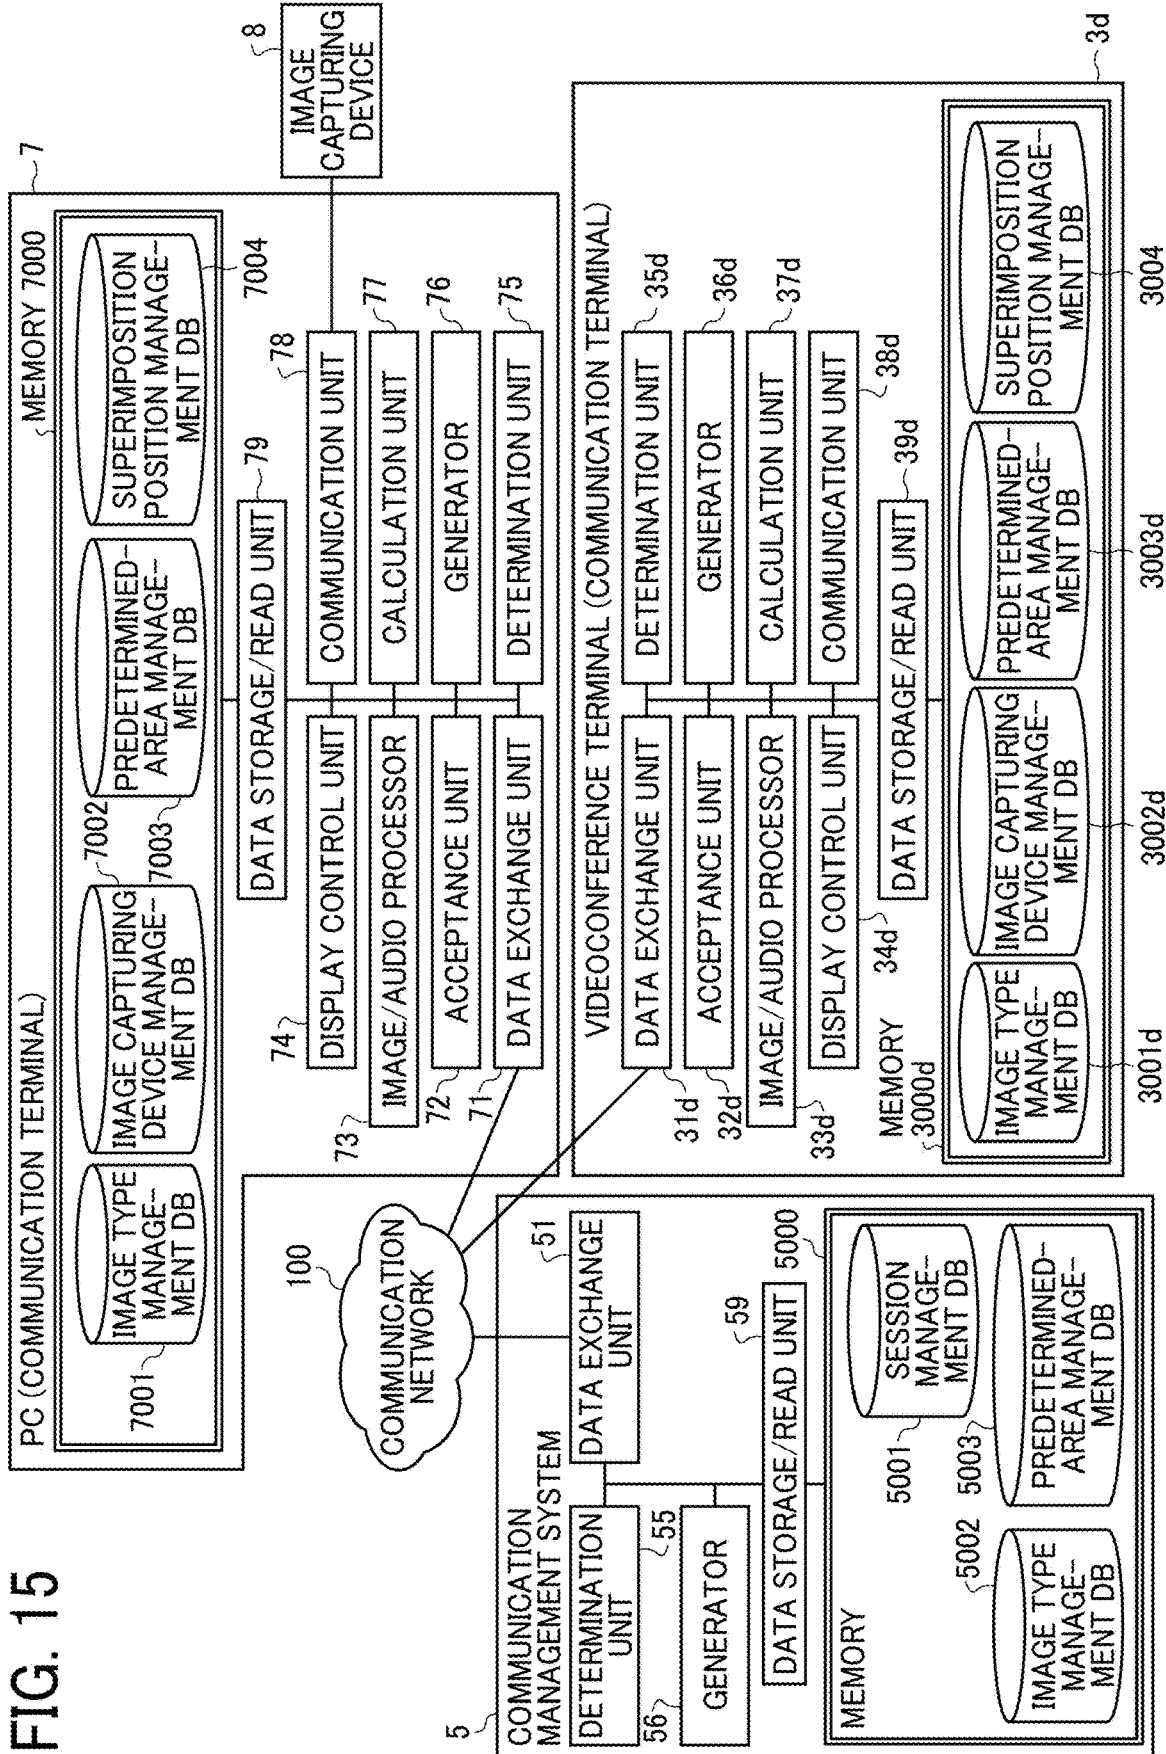 FIG. 15
PC (COMMUNICATION TERMINAL)
7
MEMORY 7000
IMAGE TYPE
MANAGE-
MENT DB
7001
IMAGE CAPTURING
DEVICE MANAGE-
MENT DB
7002
PREDETERMINED-
AREA MANAGE-
MENT DB
7003
SUPERIMPOSITION
POSITION MANAGE-
MENT DB
7004
DATA STORAGE/READ UNIT
79
74
DISPLAY CONTROL UNIT
COMMUNICATION UNIT
78
73
IMAGE/AUDIO PROCESSOR
CALCULATION UNIT
77
72
ACCEPTANCE UNIT
GENERATOR
76
71
DATA EXCHANGE UNIT
DETERMINATION UNIT
75
8
IMAGE
CAPTURING
DEVICE
100
COMMUNICATION
NETWORK
5
COMMUNICATION
MANAGEMENT SYSTEM
DETERMINATION
UNIT
55
DATA EXCHANGE
UNIT
51
56
GENERATOR
DATA STORAGE/READ UNIT
59
5000
MEMORY
SESSION
MANAGE-
MENT DB
5001
IMAGE TYPE
MANAGE-
MENT DB
5002
PREDETERMINED-
AREA MANAGE-
MENT DB
5003
VIDEOCONFERENCE TERMINAL (COMMUNICATION TERMINAL)
3d
31d
DATA EXCHANGE UNIT
DETERMINATION UNIT
35d
32d
ACCEPTANCE UNIT
GENERATOR
36d
33d
IMAGE/AUDIO PROCESSOR
CALCULATION UNIT
37d
34d
DISPLAY CONTROL UNIT
COMMUNICATION UNIT
38d
DATA STORAGE/READ UNIT
39d
MEMORY
3000d
IMAGE TYPE
MANAGE-
MENT DB
3001d
IMAGE CAPTURING
DEVICE MANAGE-
MENT DB
3002d
PREDETERMINED-
AREA MANAGE-
MENT DB
3003d
SUPERIMPOSITION
POSITION MANAGE-
MENT DB
3004